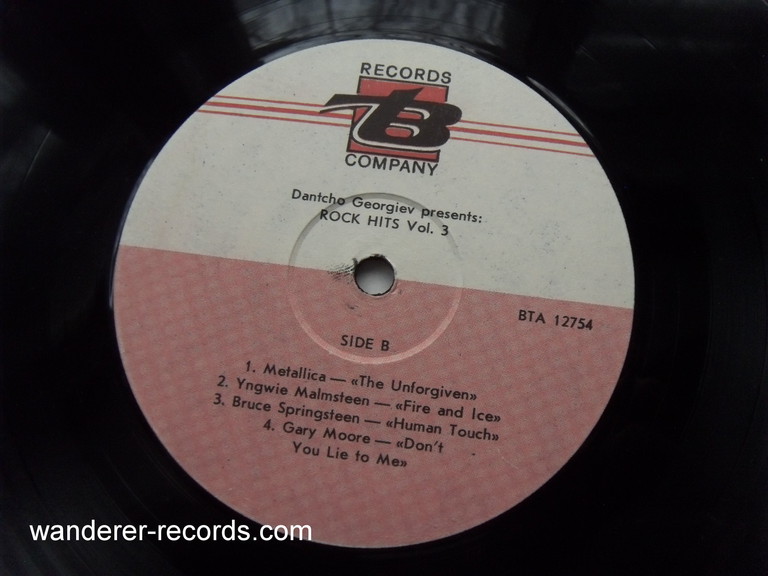 RECORDS
TB
COMPANY
Dantcho Georgiev presents:
ROCK HITS Vol. 3
BTA 12754
SIDE B
1. Metallica — «The Unforgiven»
2. Yngwie Malmsteen — «Fire and Ice»
3. Bruce Springsteen — «Human Touch»
4. Gary Moore — «Don't
You Lie to Me»
wanderer-records.com